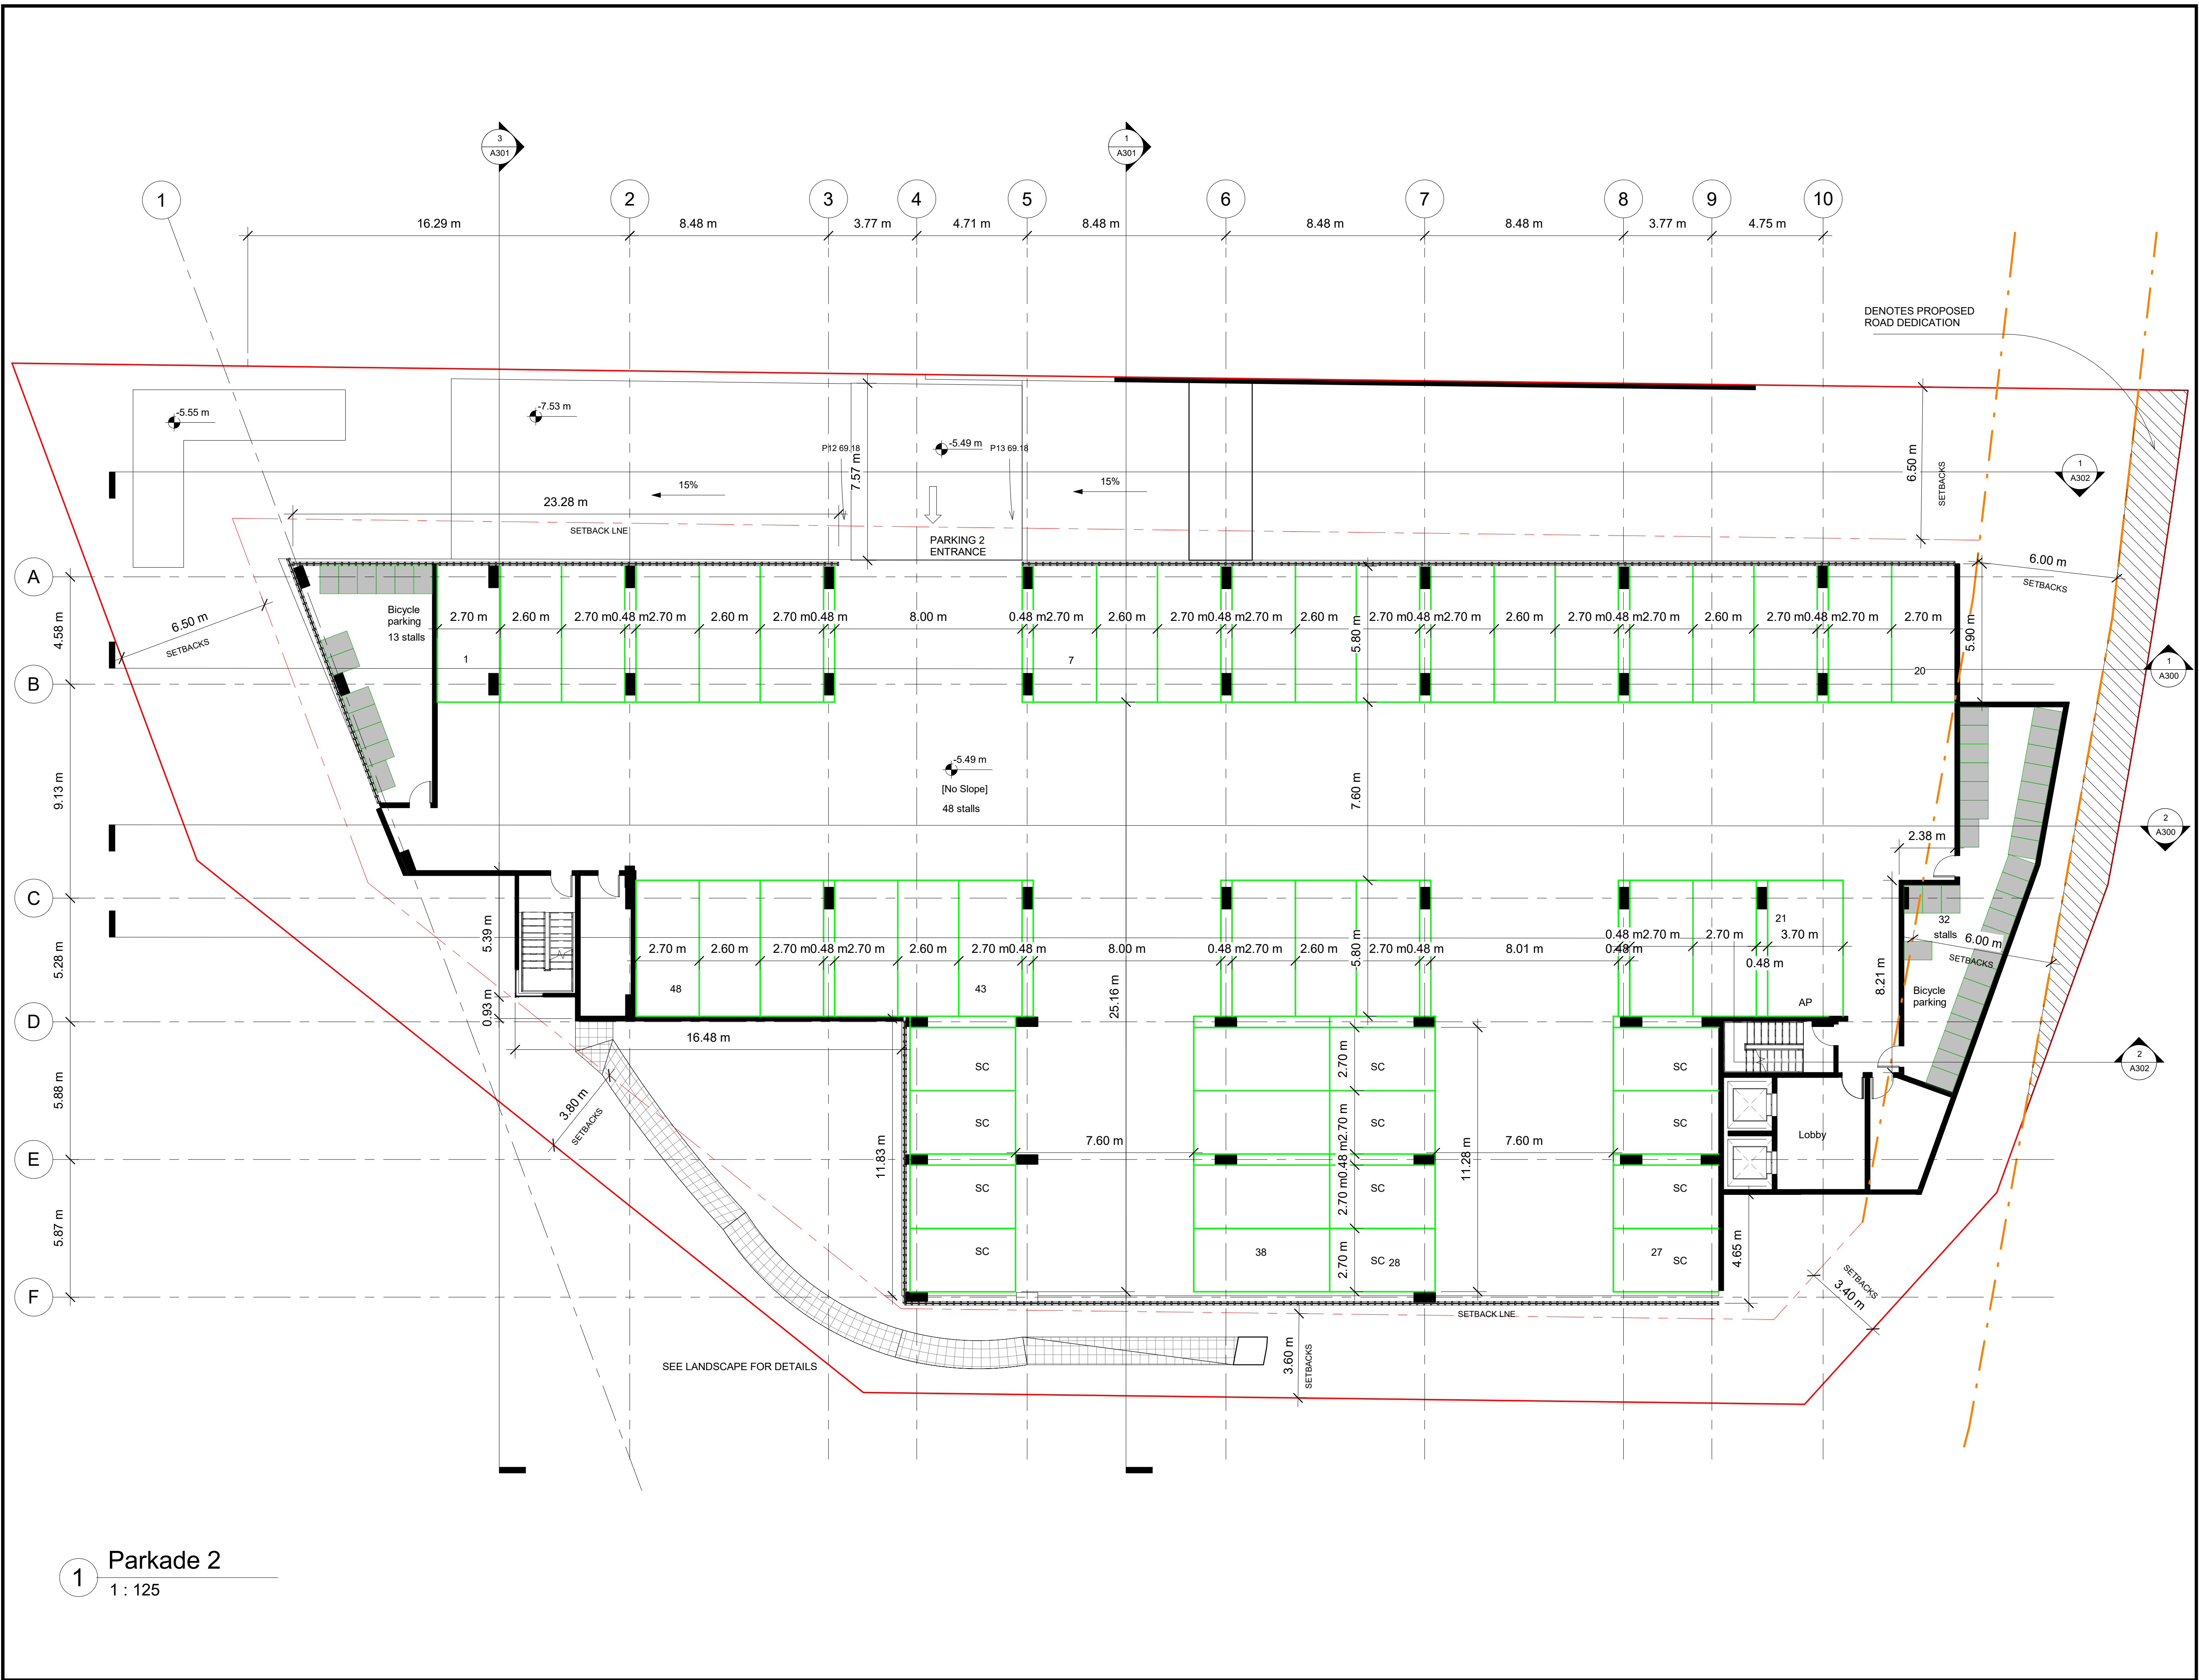 3
A301
1
A301
1
2
3
4
5
6
7
8
9
10
16.29 m
8.48 m
3.77 m
4.71 m
8.48 m
8.48 m
8.48 m
3.77 m
4.75 m
DENOTES PROPOSED
ROAD DEDICATION
-5.55 m
-7.53 m
-5.49 m
P12 69.18
P13 69.18
7.57 m
15%
15%
6.50 m
SETBACKS
1
A302
23.28 m
SETBACK LNE
PARKING 2
ENTRANCE
6.00 m
SETBACKS
A
4.58 m
6.50 m
SETBACKS
Bicycle
parking
13 stalls
2.70 m
2.60 m
2.70 m
0.48 m
2.70 m
2.60 m
2.70 m
0.48 m
8.00 m
0.48 m
2.70 m
2.60 m
2.70 m
0.48 m
2.70 m
2.60 m
2.70 m
0.48 m
2.70 m
2.60 m
2.70 m
0.48 m
2.70 m
2.60 m
2.70 m
0.48 m
2.70 m
2.70 m
5.80 m
5.90 m
1
7
20
1
A300
B
9.13 m
-5.49 m
[No Slope]
48 stalls
7.60 m
2
A300
2.38 m
C
5.28 m
5.39 m
0.93 m
2.70 m
2.60 m
2.70 m
0.48 m
2.70 m
2.60 m
2.70 m
0.48 m
8.00 m
0.48 m
2.70 m
2.60 m
2.70 m
0.48 m
8.01 m
0.48 m
0.48 m
2.70 m
2.70 m
3.70 m
0.48 m
5.80 m
21
32
stalls
6.00 m
SETBACKS
48
43
25.16 m
AP
8.21 m
Bicycle
parking
D
5.88 m
16.48 m
3.80 m
SETBACKS
SC
2.70 m
SC
SC
2
A302
SC
2.70 m
SC
SC
Lobby
E
5.87 m
11.83 m
7.60 m
0.48 m
11.28 m
7.60 m
SC
2.70 m
SC
SC
SC
38
2.70 m
SC 28
27 SC
4.65 m
SETBACKS
3.40 m
F
SETBACK LNE
3.60 m
SETBACKS
SEE LANDSCAPE FOR DETAILS
1
Parkade 2
1 : 125